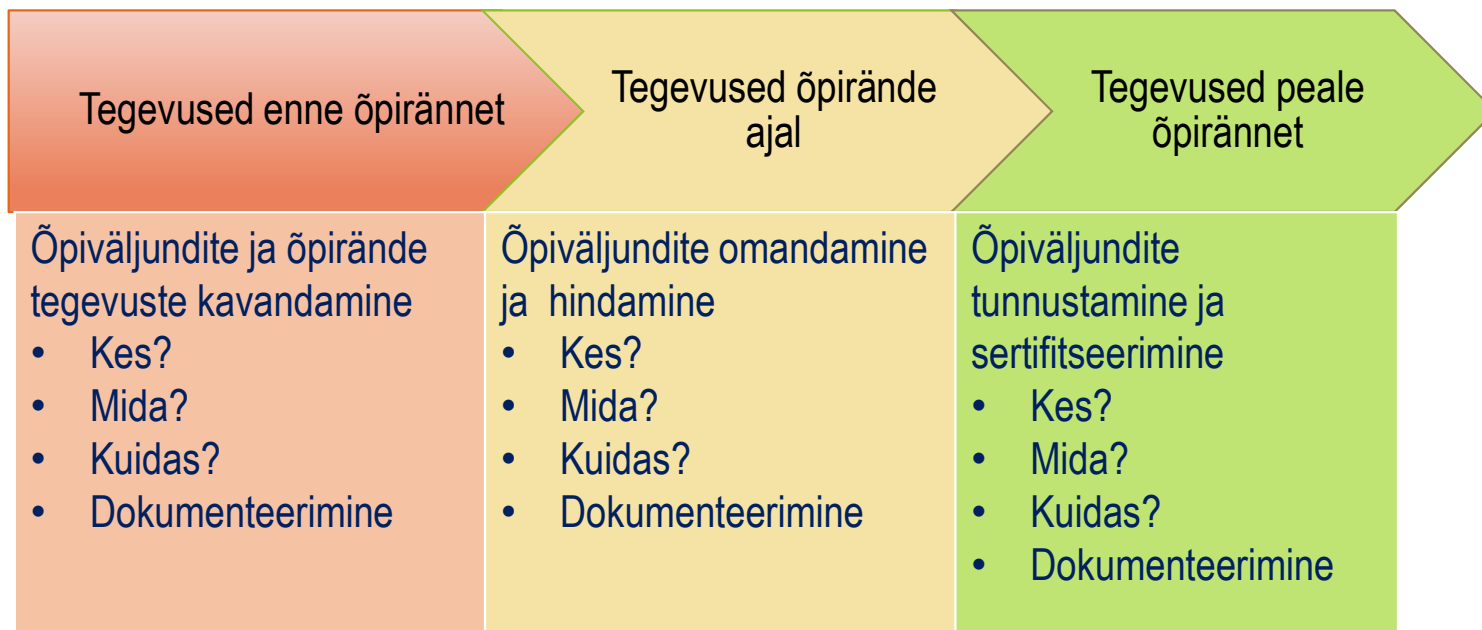 Tegevused enne õpirännet
Tegevused õpirände
ajal
Tegevused peale
õpirännet
Õpiväljundite ja õpirände
tegevuste kavandamine
• Kes?
• Mida?
• Kuidas?
• Dokumenteerimine
Õpiväljundite omandamine
ja hindamine
• Kes?
• Mida?
• Kuidas?
• Dokumenteerimine
Õpiväljundite
tunnustamine ja
sertifitseerimine
• Kes?
• Mida?
• Kuidas?
• Dokumenteerimine